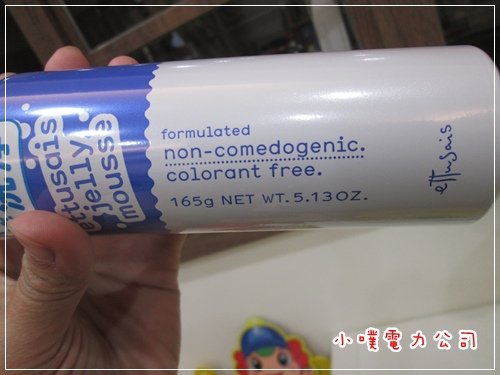 ettusais
jelly
mousse
formulated
non-comedogenic.
colorant free.
165g NET WT. 5.13OZ.
ettusais
小噗電力公司